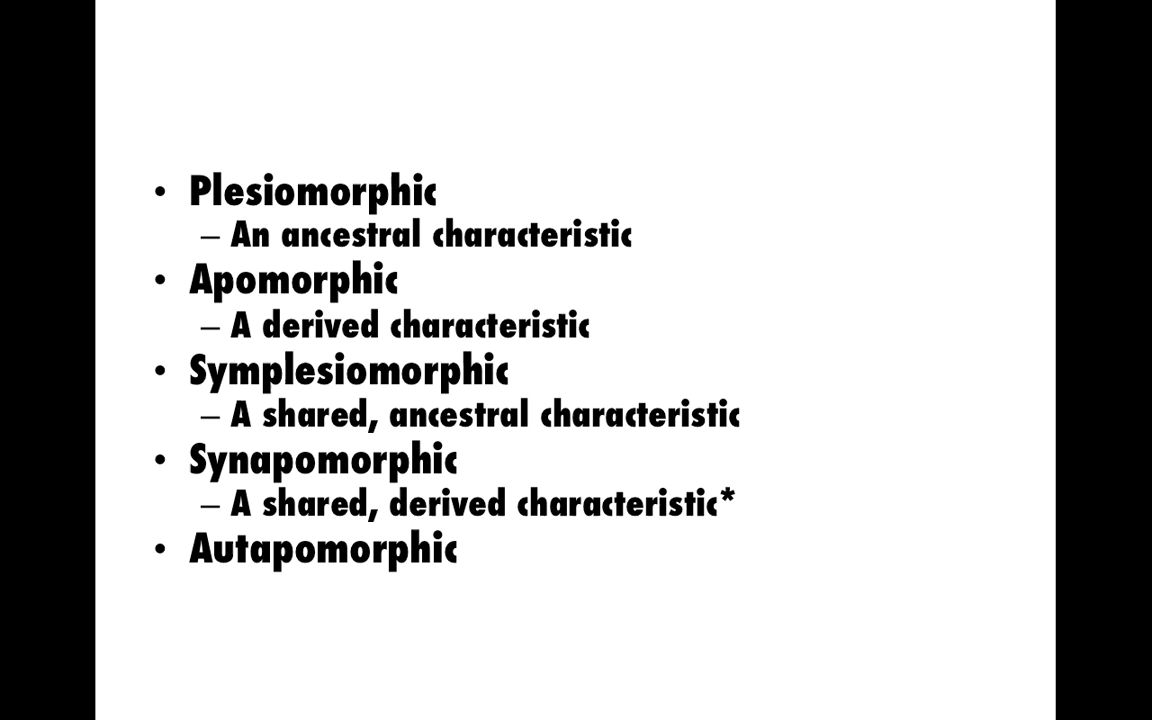 • Plesiomorphic
– An ancestral characteristic
• Apomorphic
– A derived characteristic
• Symplesiomorphic
– A shared, ancestral characteristic
• Synapomorphic
– A shared, derived characteristic*
• Autapomorphic